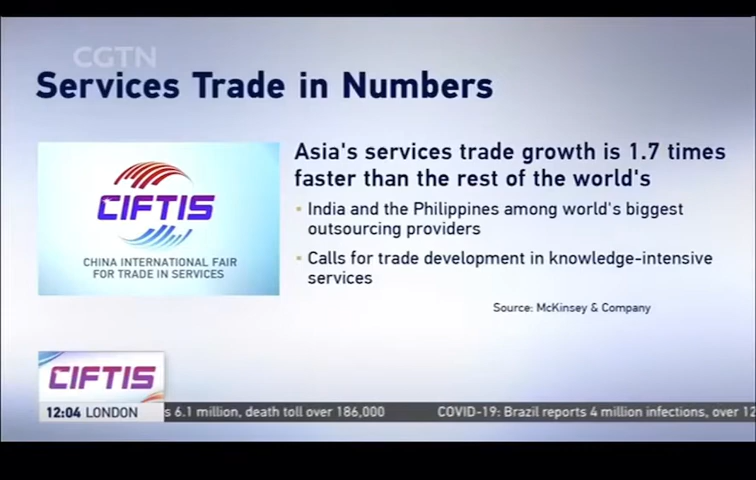 CGTN
Services Trade in Numbers
CIFTIS
CHINA INTERNATIONAL FAIR
FOR TRADE IN SERVICES
Asia's services trade growth is 1.7 times
faster than the rest of the world's
India and the Philippines among world's biggest
outsourcing providers
Calls for trade development in knowledge-intensive
services
Source: McKinsey & Company
CIFTIS
12:04 LONDON
s 6.1 million, death toll over 186,000 COVID-19: Brazil reports 4 million infections, over 12